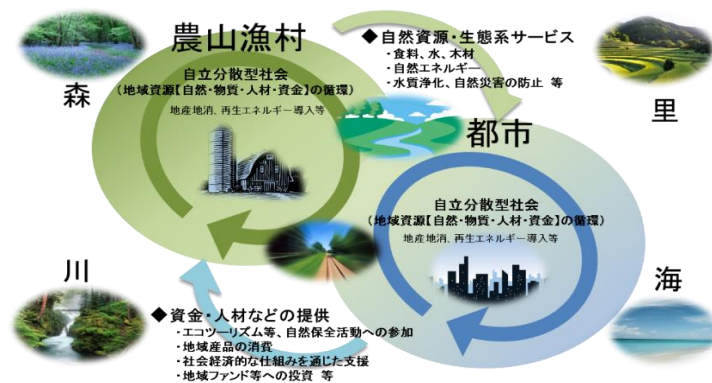 農山漁村
◆自然資源・生態系サービス
・食料、水、木材
・自然エネルギー
・水質浄化、自然災害の防止 等
森
自立分散型社会
(地域資源【自然・物質・人材・資金】の循環)
地産地消、再生エネルギー導入等
里
都市
自立分散型社会
(地域資源【自然・物質・人材・資金】の循環)
地産地消、再生エネルギー導入等
川
海
◆資金・人材などの提供
・エコツーリズム等、自然保全活動への参加
・地域産品の消費
・社会経済的な仕組みを通じた支援
・地域ファンド等への投資 等